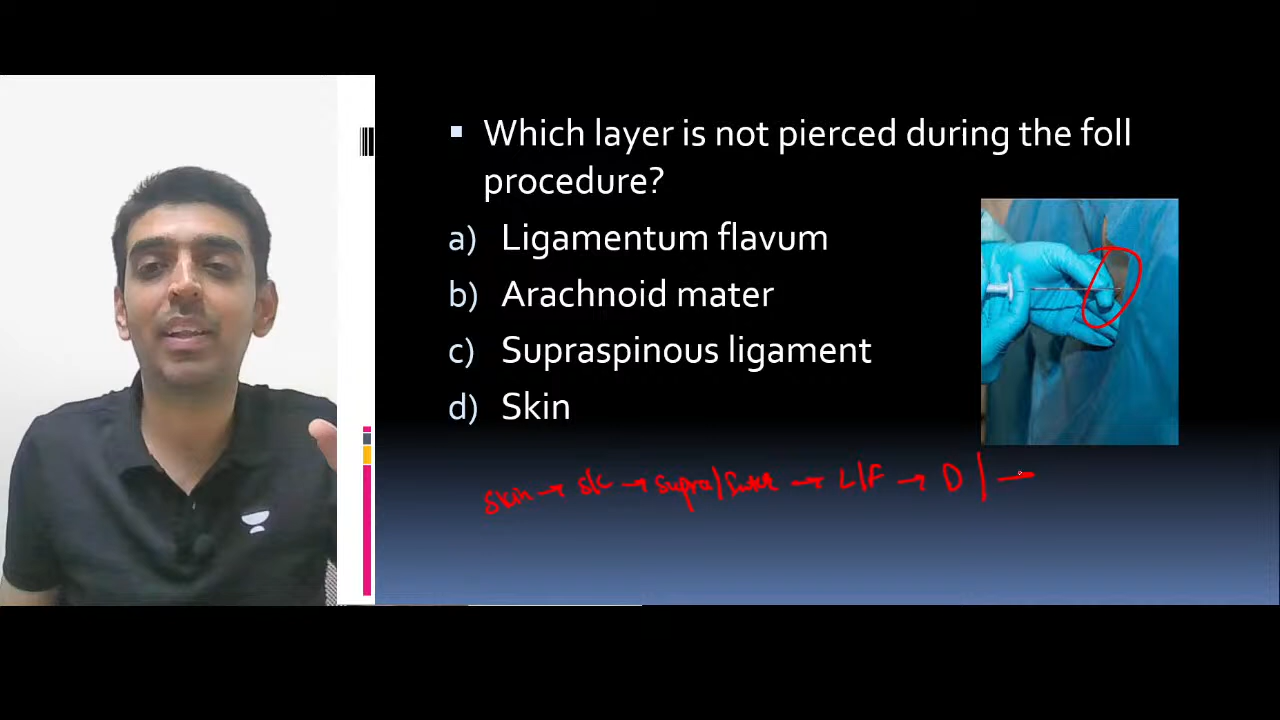 ▪ Which layer is not pierced during the foll
procedure?
a) Ligamentum flavum
b) Arachnoid mater
c) Supraspinous ligament
d) Skin
skin → s/c → supra/Inter → L/F → D | →